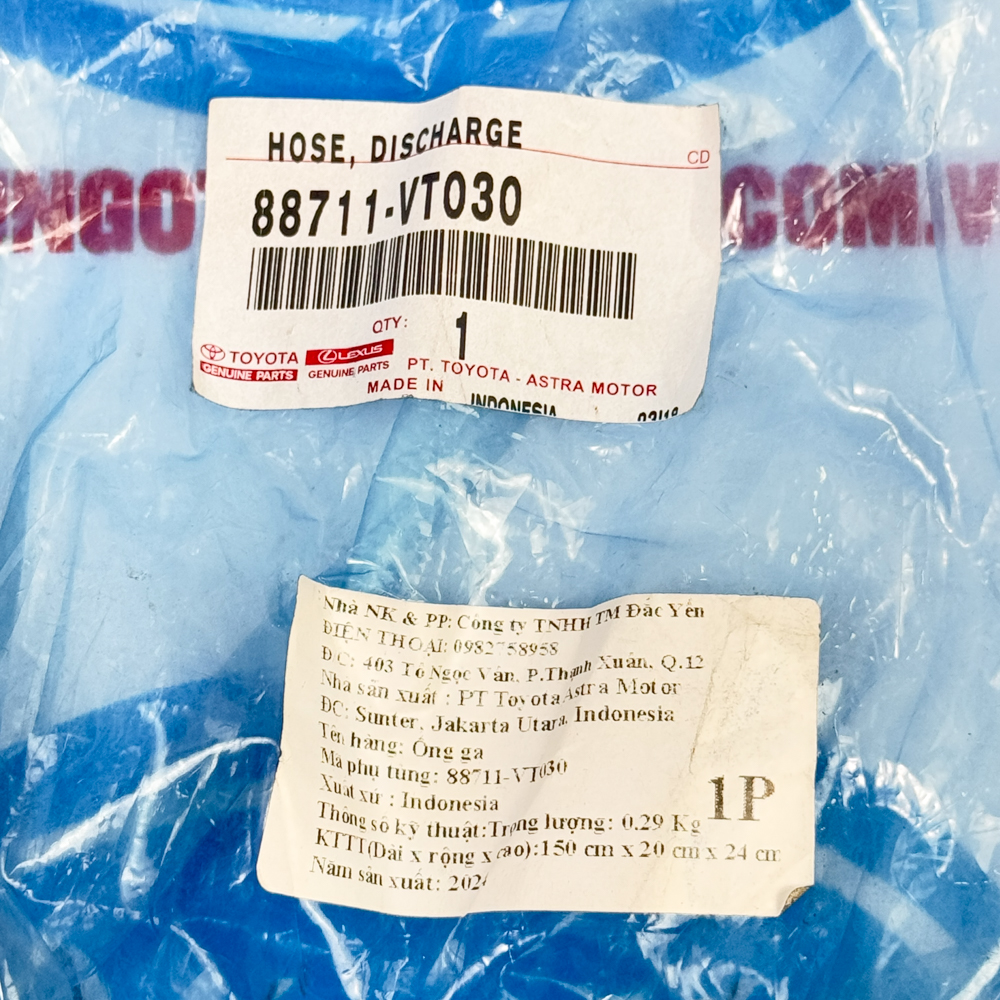 HOSE, DISCHARGE
CD
88711-VT030
QTY: 1
TOYOTA
GENUINE PARTS
LEXUS
GENUINE PARTS
PT. TOYOTA - ASTRA MOTOR
MADE IN INDONESIA
NGO
COM.V
Nhà NK & PP: Công ty TNHH TM Đắc Yến
ĐIỆN THOẠI: 0982758958
ĐC: 403 Tô Ngọc Vân, P.Thạnh Xuân, Q.12
Nhà sản xuất : PT Toyota Astra Motor
ĐC: Sunter, Jakarta Utara, Indonesia
Tên hàng: Ống ga
Mã phụ tùng: 88711-VT030
Xuất xứ : Indonesia
1P
Thông số kỹ thuật:Trọng lượng: 0.29 Kg
KTTT(Dài x rộng x cao):150 cm x 20 cm x 24 cm
Năm sản xuất: